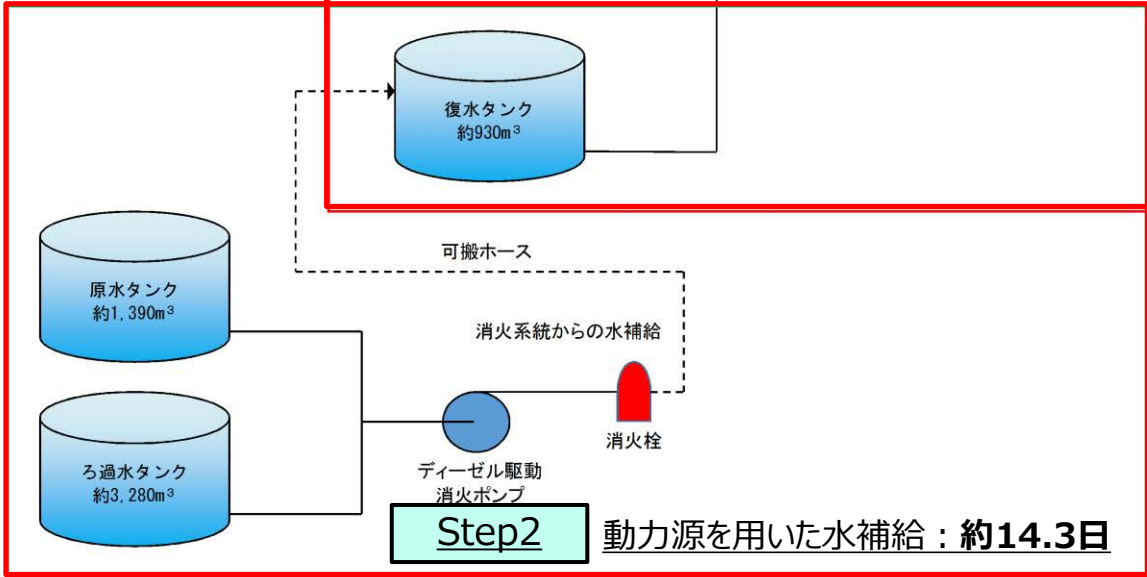 復水タンク
約930m³
可搬ホース
原水タンク
約1,390m³
消火系統からの水補給
消火栓
ろ過水タンク
約3,280m³
ディーゼル駆動
消火ポンプ
Step2
動力源を用いた水補給：約14.3日